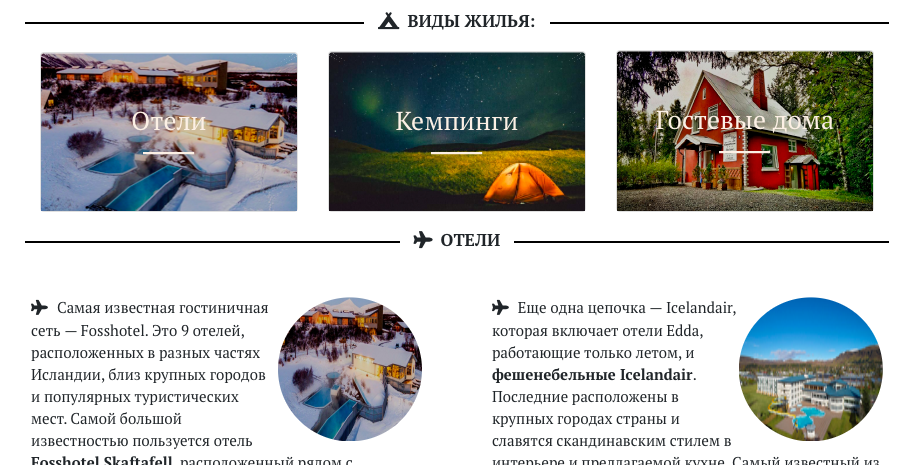 ВИДЫ ЖИЛЬЯ:
Отели
Кемпинги
Гостевые дома
ОТЕЛИ
Самая известная гостиничная
сеть — Fosshotel. Это 9 отелей,
расположенных в разных частях
Исландии, близ крупных городов
и популярных туристических
мест. Самой большой
известностью пользуется отель
Fosshotel Skaftafell, расположенный рядом с
Еще одна цепочка — Icelandair,
которая включает отели Edda,
работающие только летом, и
фешенебельные Icelandair.
Последние расположены в
крупных городах страны и
славятся скандинавским стилем в
интерьере и предлагаемой кухне. Самый известный из